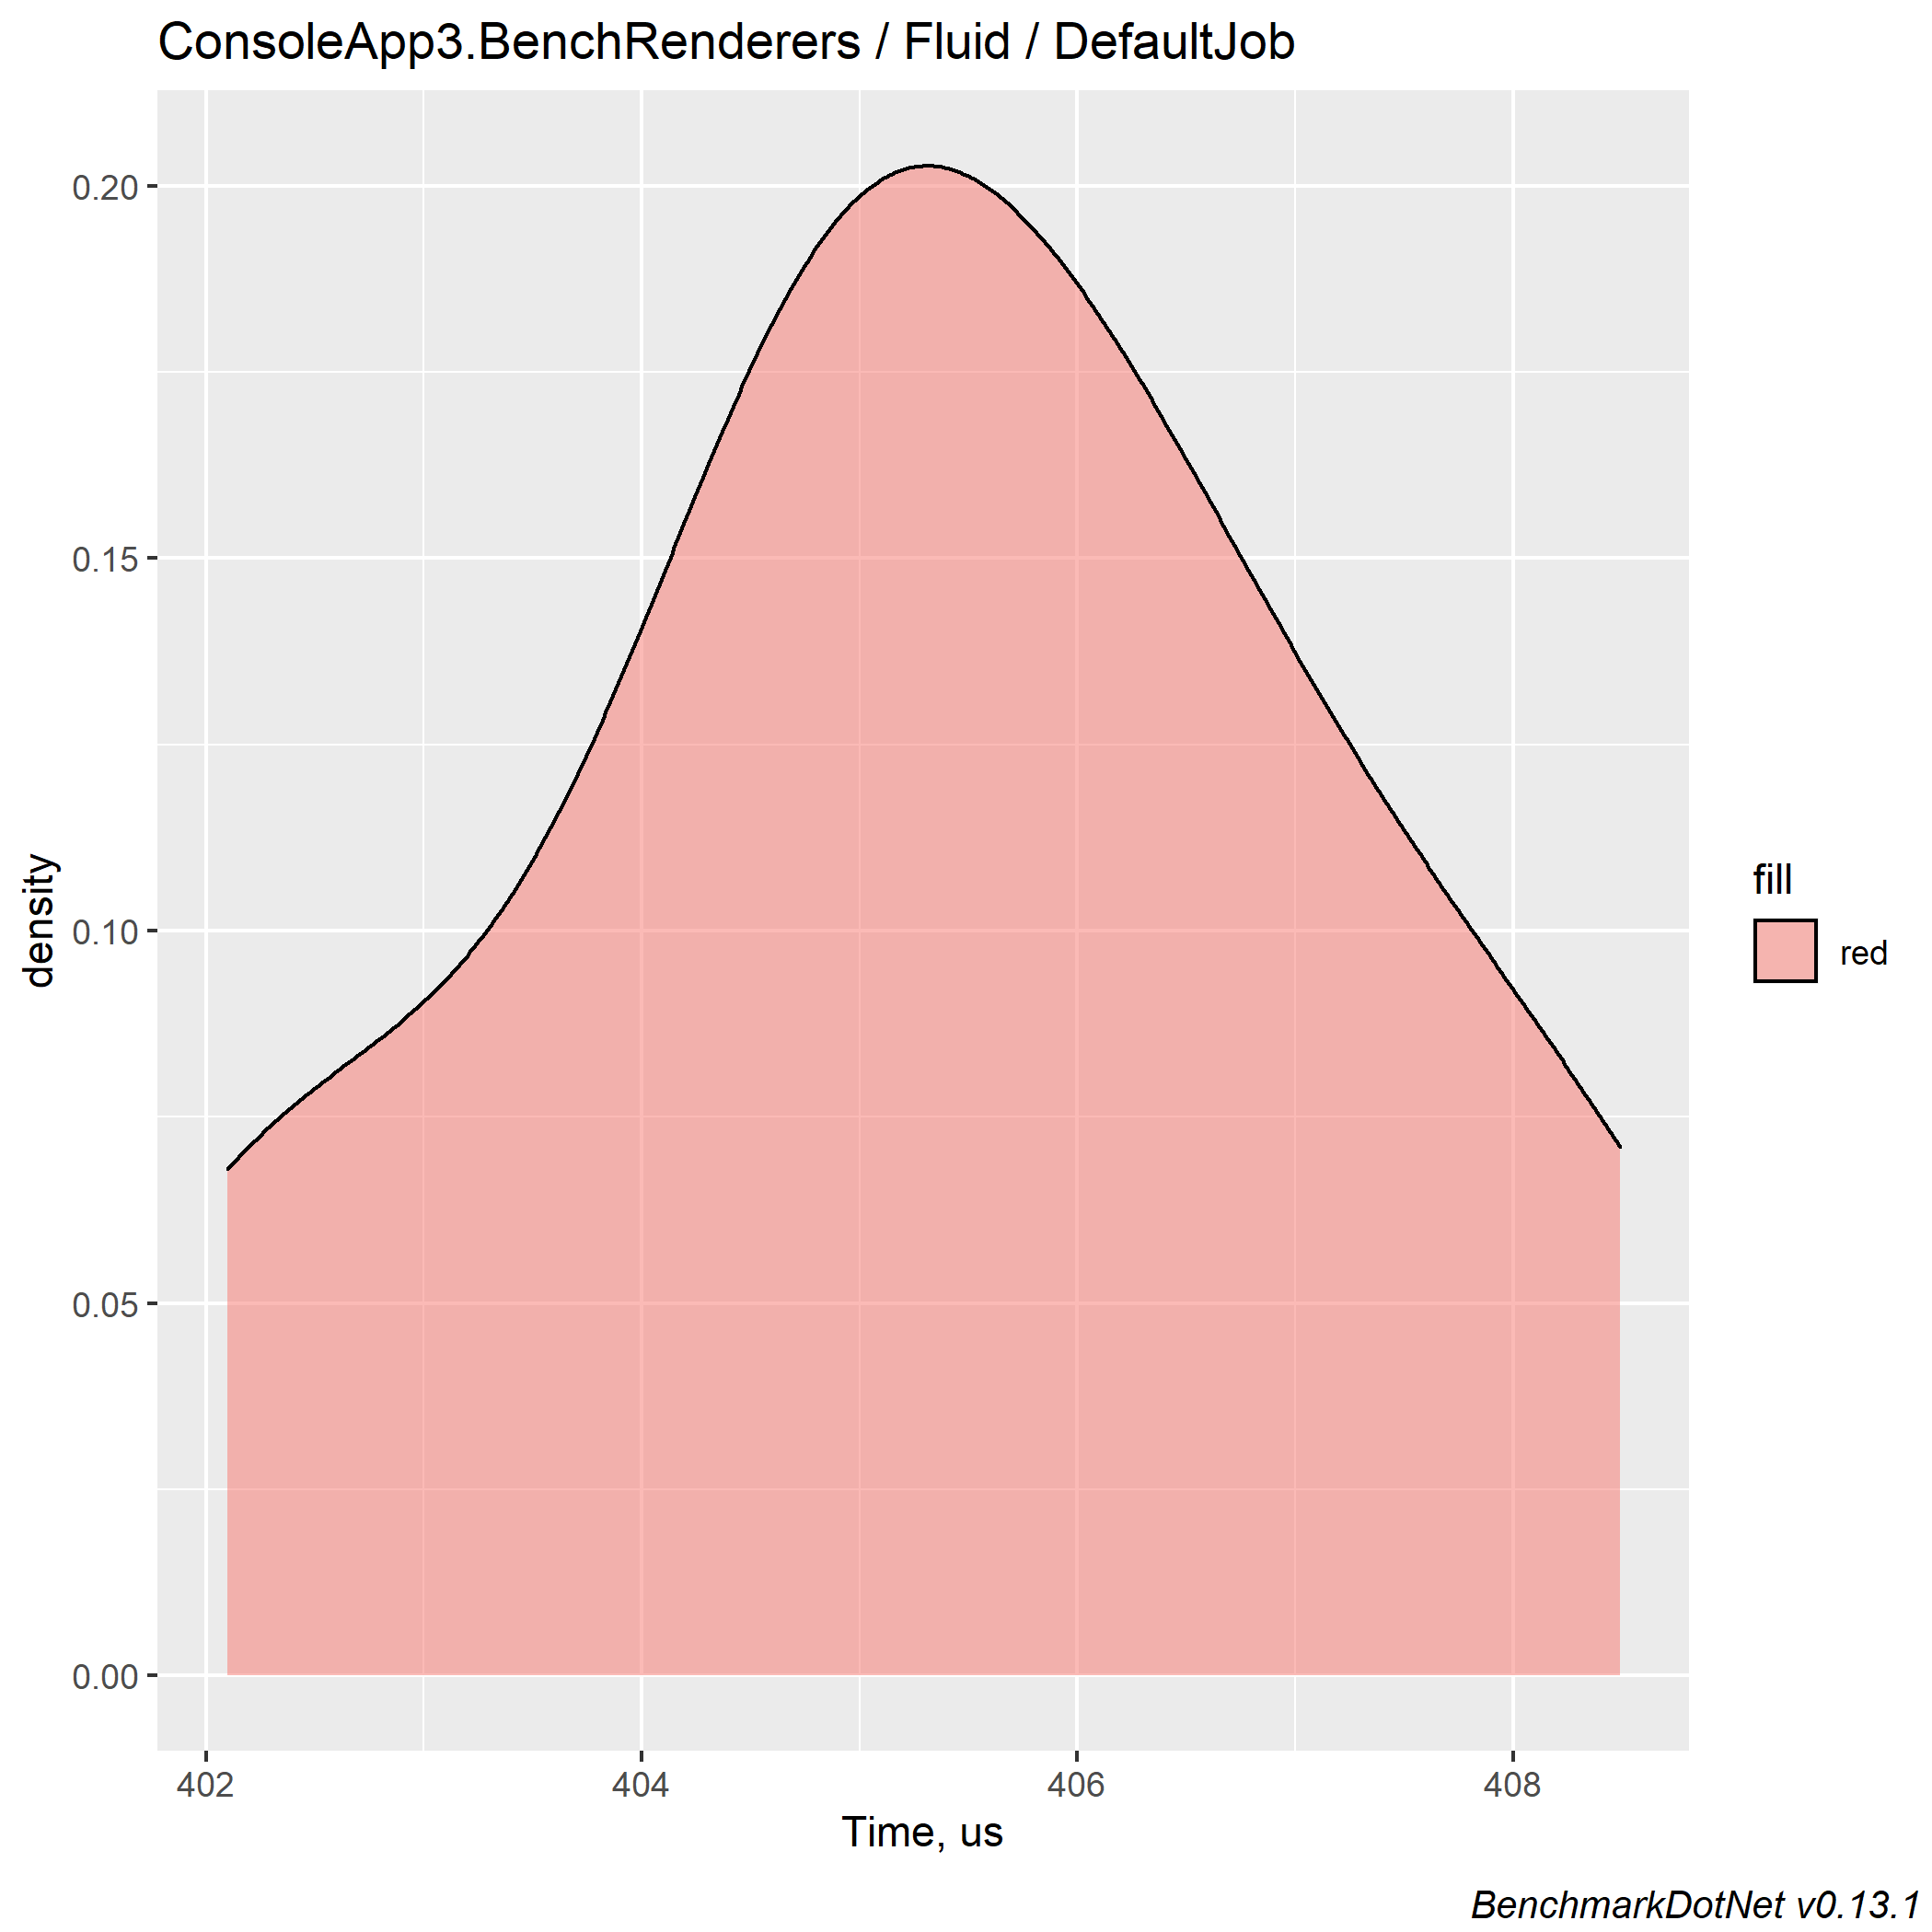 ConsoleApp3.BenchRenderers / Fluid / DefaultJob
0.20
0.15
0.10
0.05
0.00
density
402 404 406 408
Time, us
fill
red
BenchmarkDotNet v0.13.1